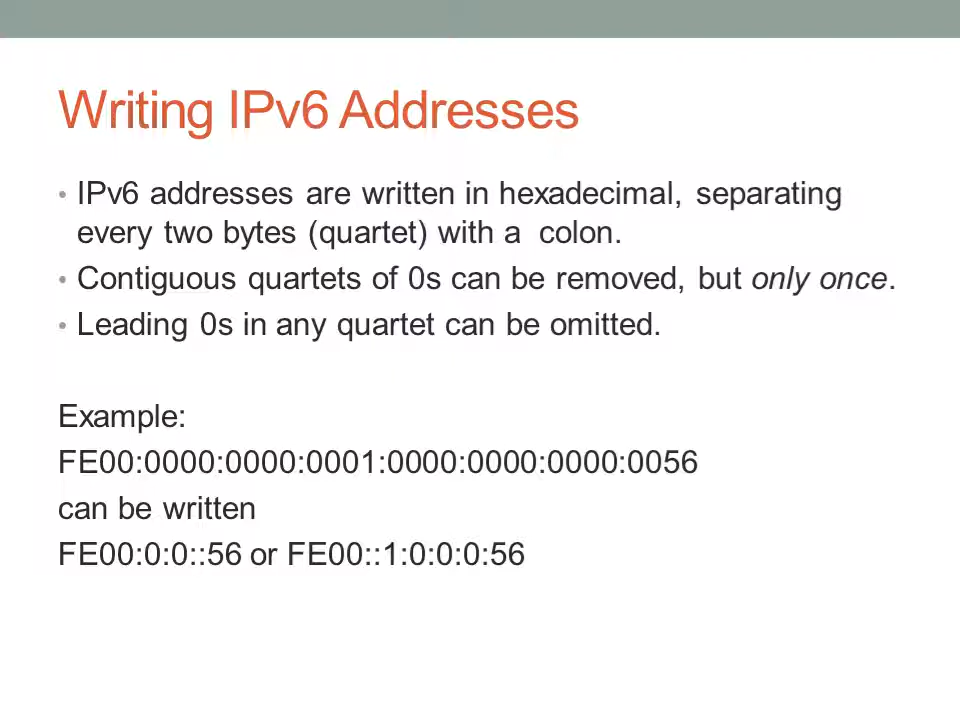 Writing IPv6 Addresses
• IPv6 addresses are written in hexadecimal, separating
every two bytes (quartet) with a colon.
• Contiguous quartets of 0s can be removed, but only once.
• Leading 0s in any quartet can be omitted.
Example:
FE00:0000:0000:0001:0000:0000:0000:0056
can be written
FE00:0:0::56 or FE00::1:0:0:0:56